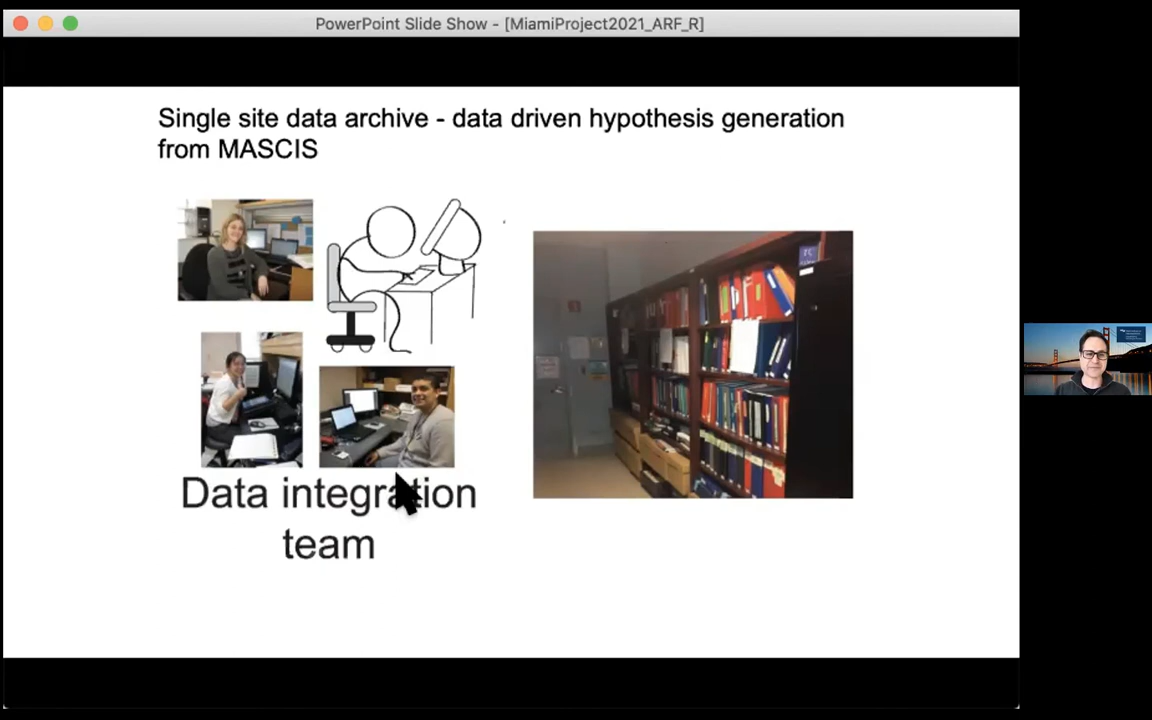 PowerPoint Slide Show - [MiamiProject2021_ARF_R]
Single site data archive - data driven hypothesis generation
from MASCIS
Data integration
team